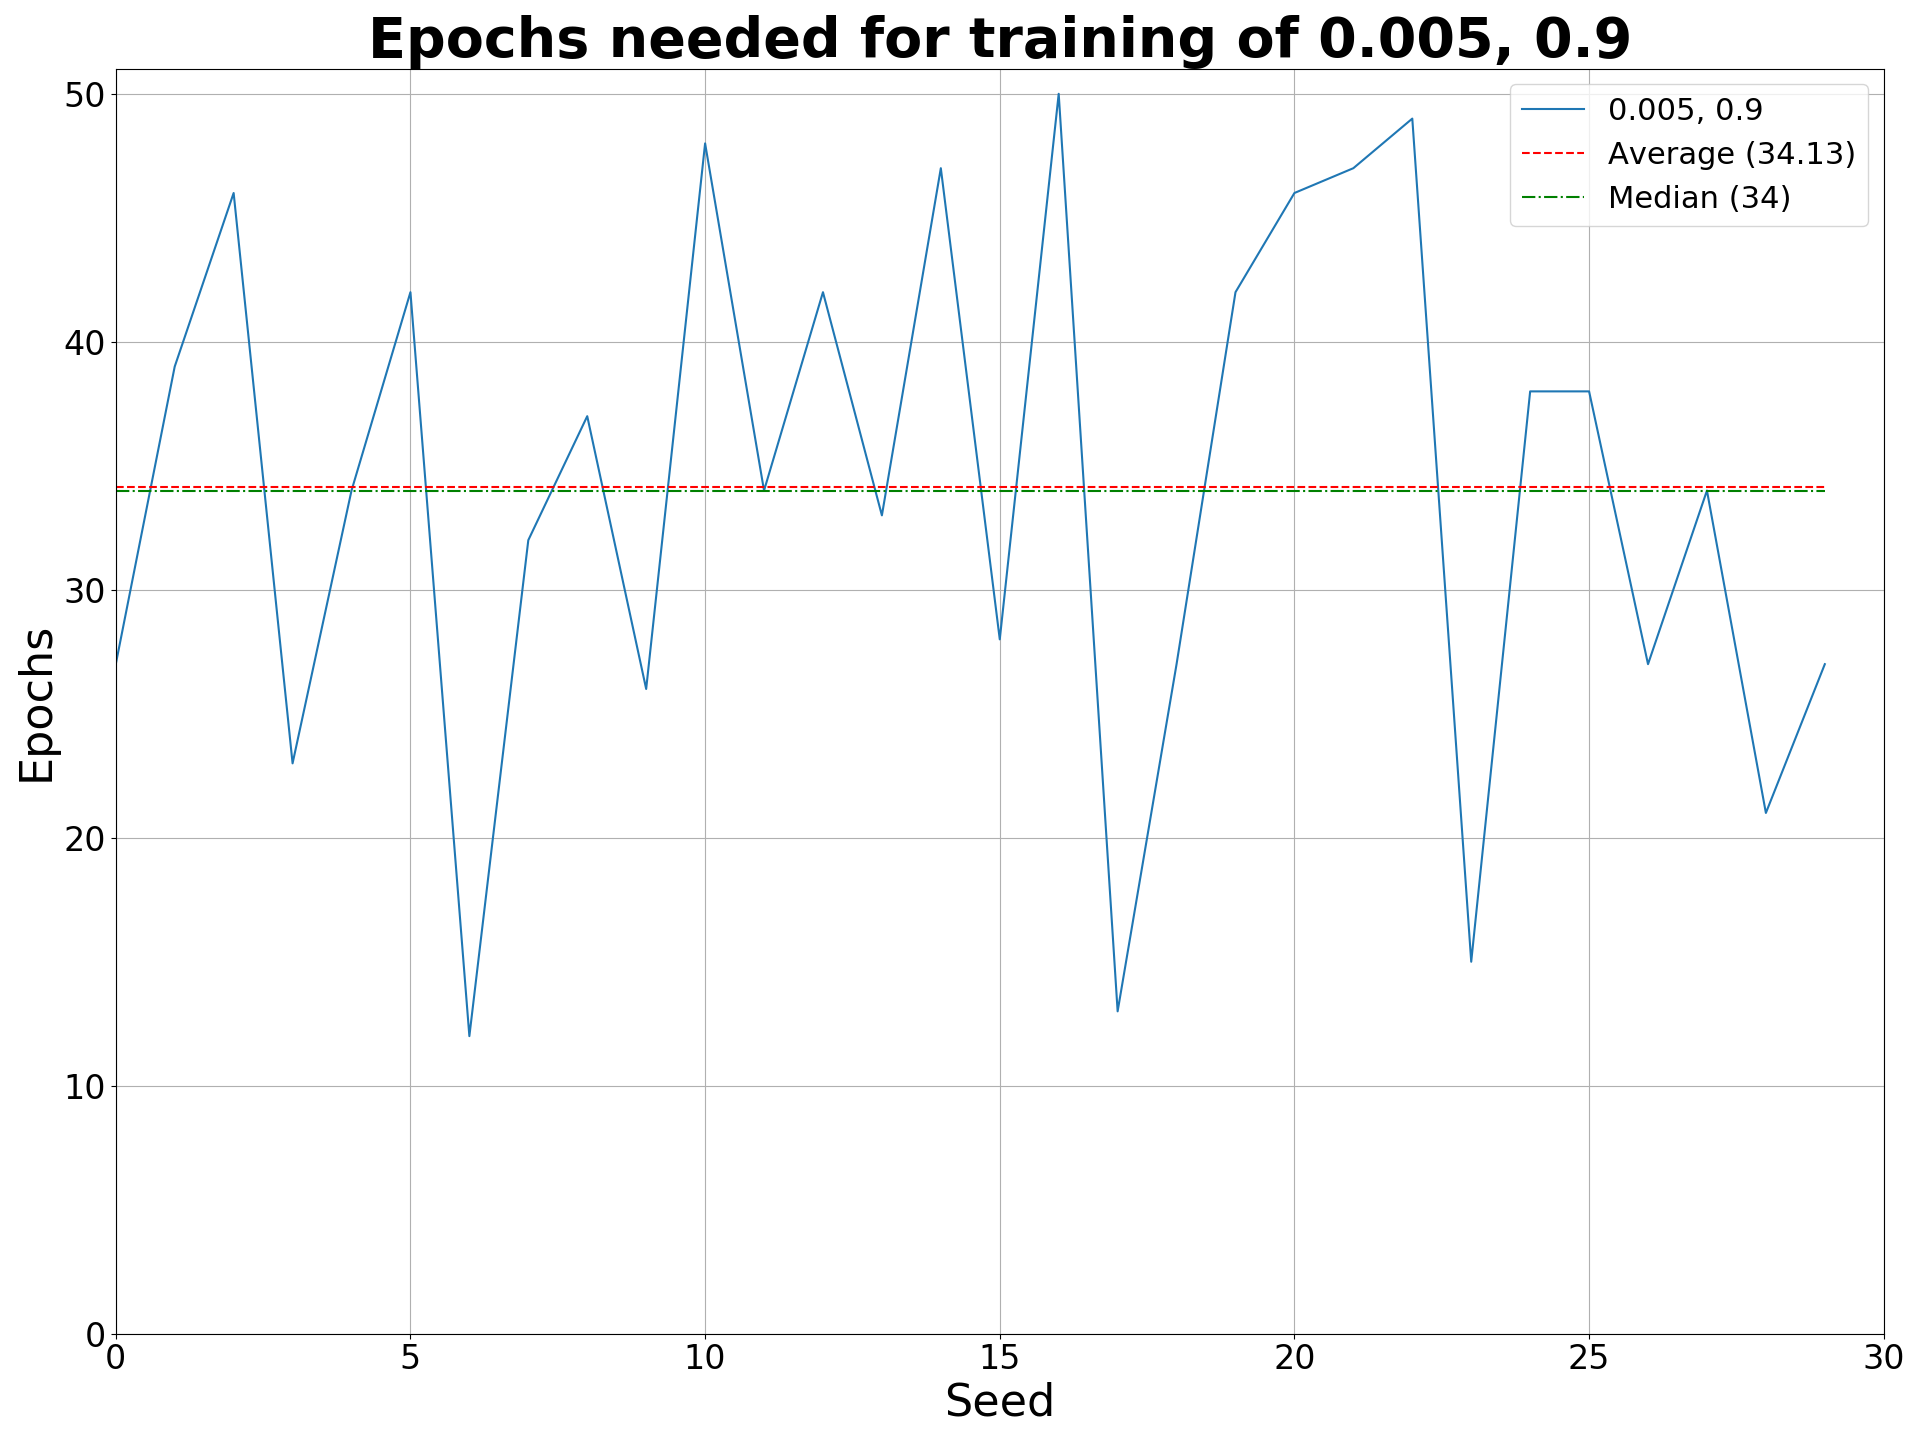 Epochs needed for training of 0.005, 0.9
0.005, 0.9
Average (34.13)
Median (34)
50
40
30
20
10
0
Epochs
0 5 10 15 20 25 30
Seed